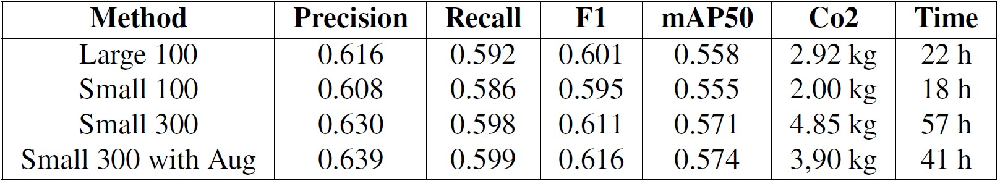 Method Precision Recall F1 mAP50 Co2 Time
Large 100 0.616 0.592 0.601 0.558 2.92 kg 22 h
Small 100 0.608 0.586 0.595 0.555 2.00 kg 18 h
Small 300 0.630 0.598 0.611 0.571 4.85 kg 57 h
Small 300 with Aug 0.639 0.599 0.616 0.574 3,90 kg 41 h